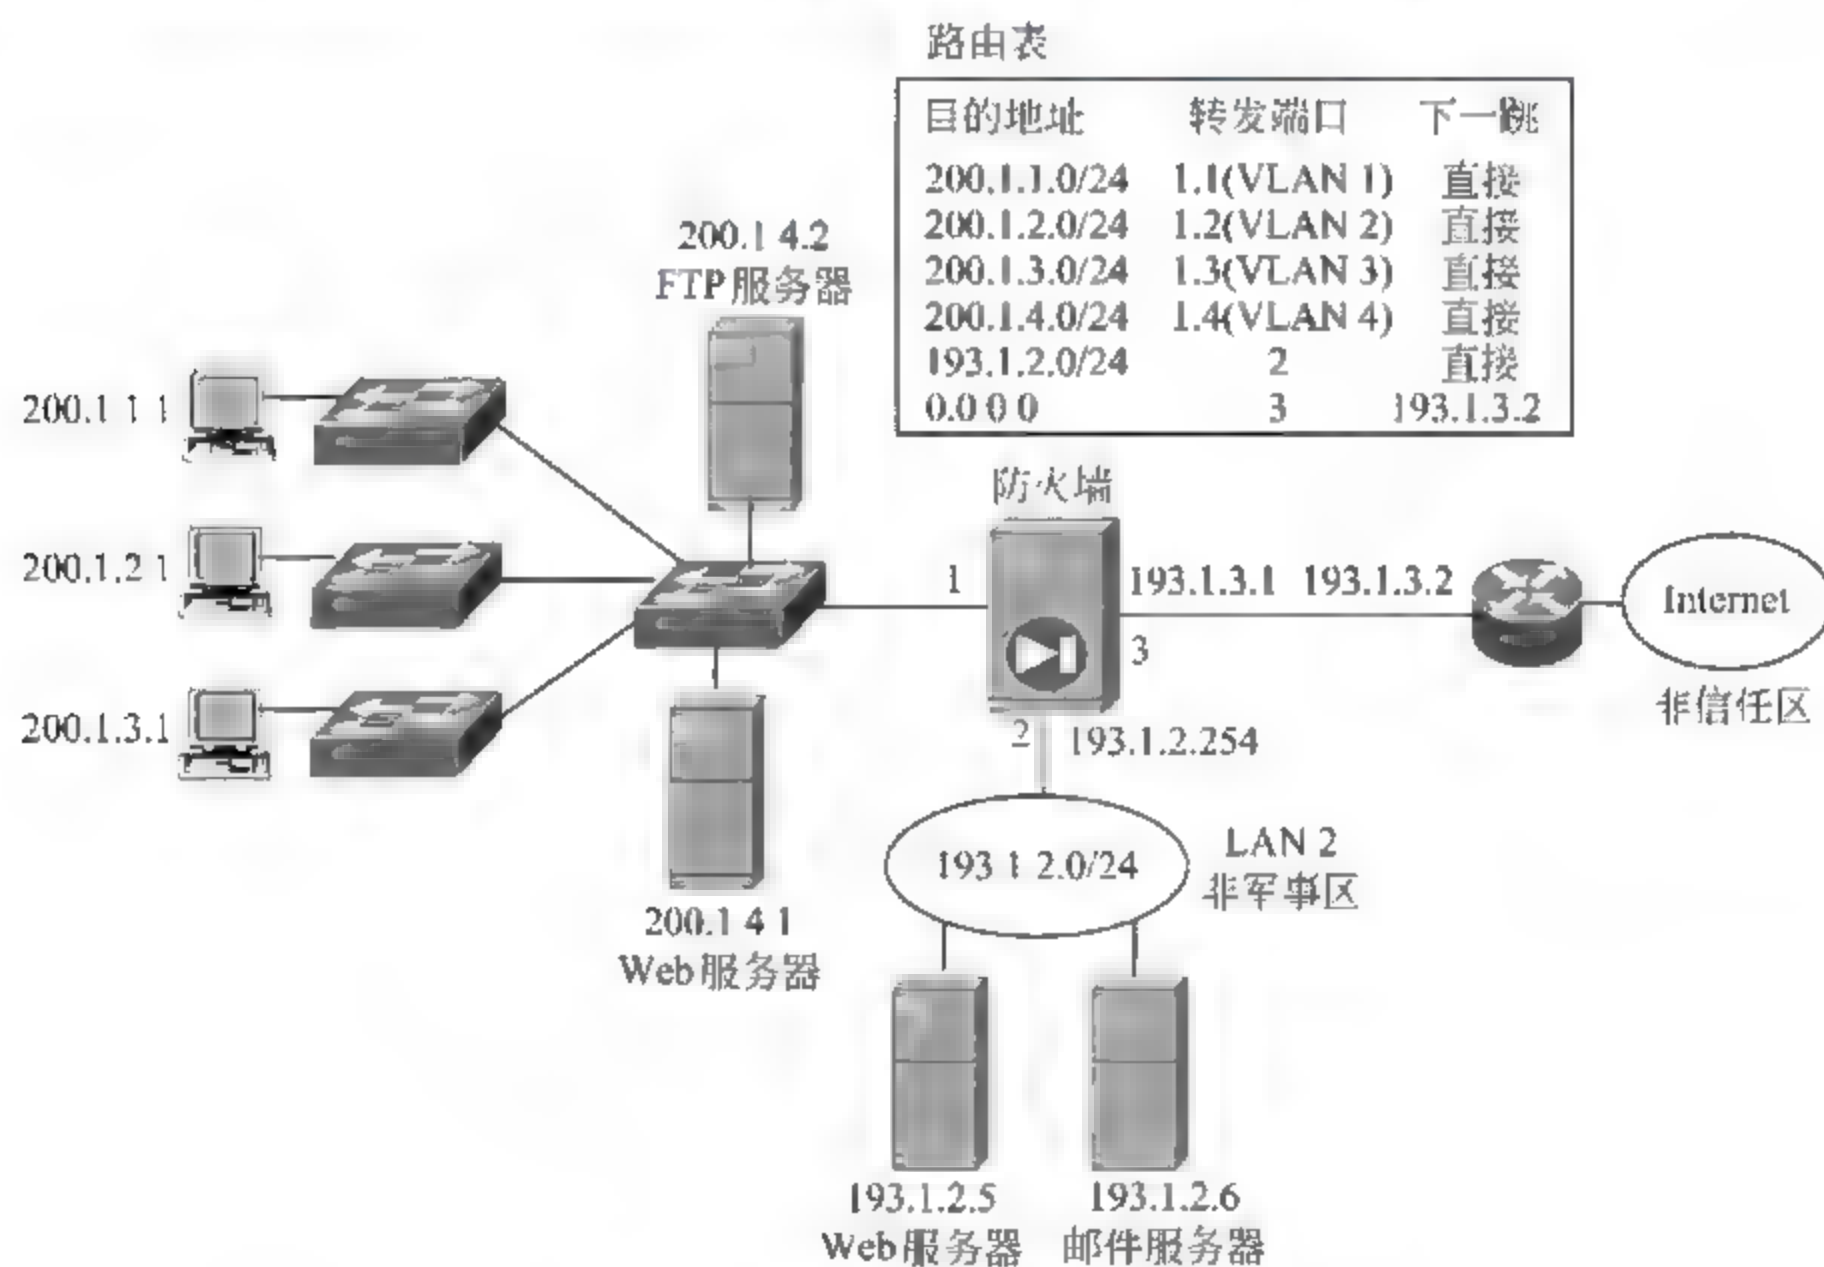 路由表
目的地址 转发端口 下一跳
200.1.1.0/24 1.1(VLAN 1) 直接
200.1.2.0/24 1.2(VLAN 2) 直接
200.1.3.0/24 1.3(VLAN 3) 直接
200.1.4.0/24 1.4(VLAN 4) 直接
193.1.2.0/24 2 直接
0.0 0 0 3 193.1.3.2
200.1 4.2
FTP服务器
200.1 1 1
200.1.2 1
200.1.3.1
200.1 4 1
Web服务器
防火墙
1
193.1.3.1 193.1.3.2
3
2 193.1.2.254
Internet
非信任区
193 1 2.0/24
LAN 2
非军事区
193.1.2.5
Web服务器
193.1.2.6
邮件服务器